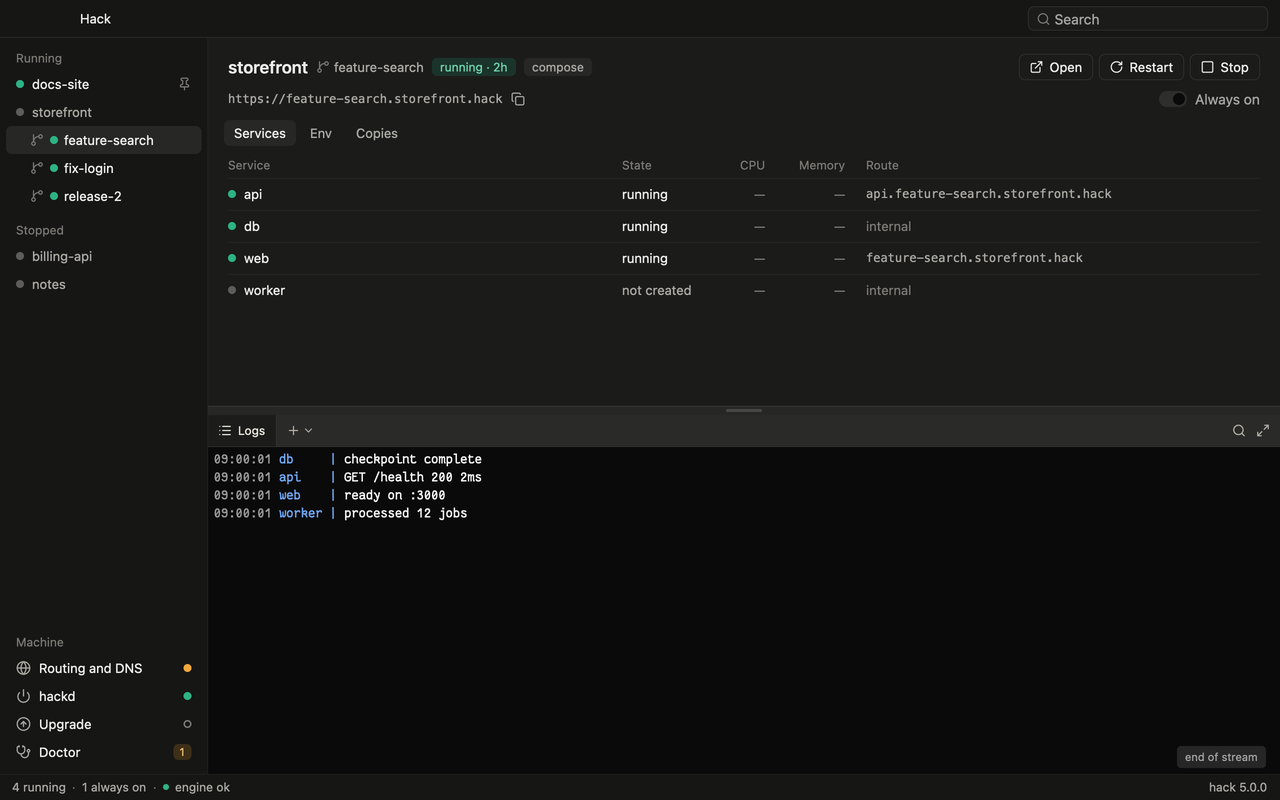 Hack
Search
Running
docs-site
storefront
feature-search
fix-login
release-2
Stopped
billing-api
notes
Machine
Routing and DNS
hackd
Upgrade
Doctor 1
storefront feature-search running · 2h compose
Open Restart Stop
https://feature-search.storefront.hack
Always on
Services Env Copies
Service State CPU Memory Route
api running — — api.feature-search.storefront.hack
db running — — internal
web running — — feature-search.storefront.hack
worker not created — — internal
Logs
09:00:01 db | checkpoint complete
09:00:01 api | GET /health 200 2ms
09:00:01 web | ready on :3000
09:00:01 worker | processed 12 jobs
end of stream
4 running · 1 always on · engine ok
hack 5.0.0